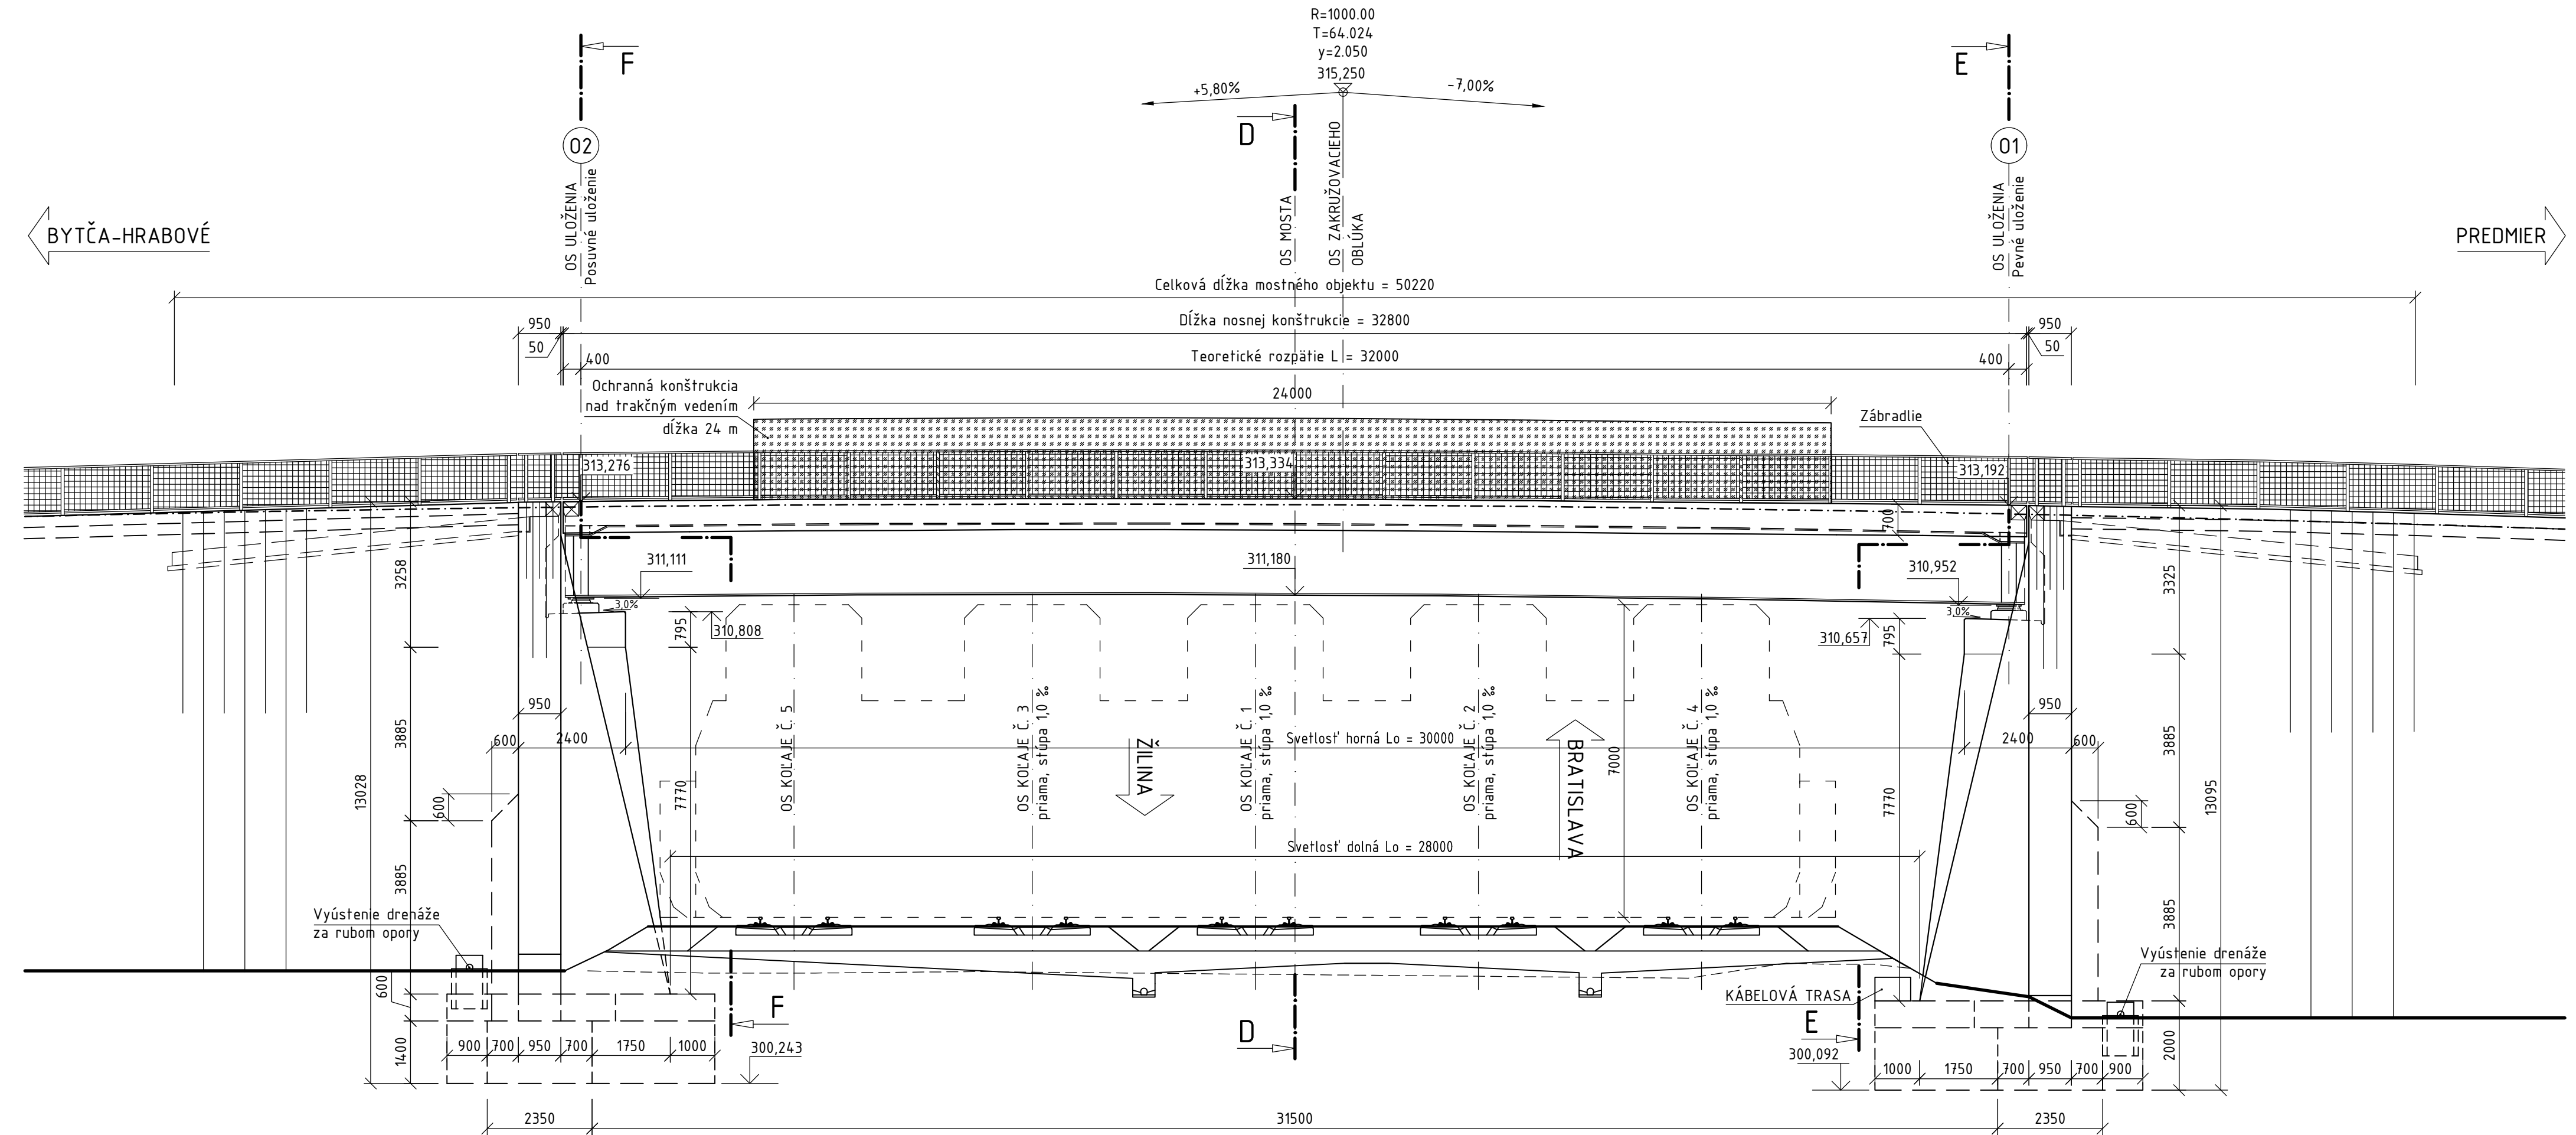 R=1000.00
T=64.024
y=2.050
315,250
+5,80%
-7,00%
F
E
D
O2
O1
OS ULOŽENIA
Posuvné uloženie
OS MOSTA
OS ZAKRUŽOVACIEHO
OBLÚKA
OS ULOŽENIA
Pevné uloženie
BYTČA-HRABOVÉ
PREDMIER
Celková dĺžka mostného objektu = 50220
950
Dĺžka nosnej konštrukcie = 32800
950
50
50
400
Teoretické rozpätie L = 32000
400
Ochranná konštrukcia
nad trakčným vedením
dĺžka 24 m
24000
Zábradlie
313,276
313,334
313,192
700
311,111
311,180
310,952
3258
3325
3,0%
3,0%
795
310,808
310,657
795
950
950
3885
600
2400
Svetlosť horná Lo = 30000
2400
600
3885
OS KOĽAJE Č. 5
OS KOĽAJE Č. 3
priama, stúpa 1,0 ‰
ŽILINA
OS KOĽAJE Č. 1
priama, stúpa 1,0 ‰
OS KOĽAJE Č. 2
priama, stúpa 1,0 ‰
BRATISLAVA
7000
OS KOĽAJE Č. 4
priama, stúpa 1,0 ‰
13028
7770
7770
13095
600
600
Svetlosť dolná Lo = 28000
3885
3885
Vyústenie drenáže
za rubom opory
Vyústenie drenáže
za rubom opory
600
KÁBELOVÁ TRASA
F
D
E
1400
900
700
950
700
1750
1000
300,243
300,092
1000
1750
700
950
700
900
2000
2350
31500
2350